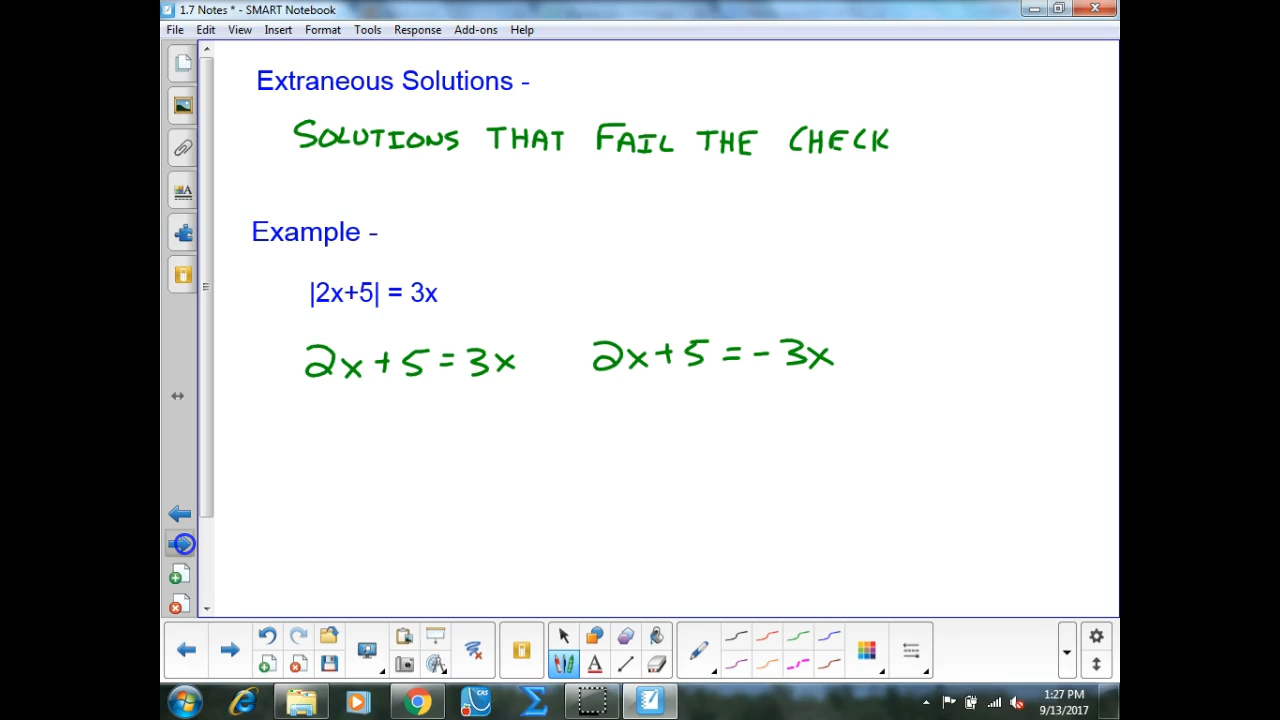 1.7 Notes * - SMART Notebook
File Edit View Insert Format Tools Response Add-ons Help
Extraneous Solutions -
SOLUTIONS THAT FAIL THE CHECK
Example -
|2x+5| = 3x
2x+5=3x 2x+5=-3x
CAS
1:27 PM
9/13/2017